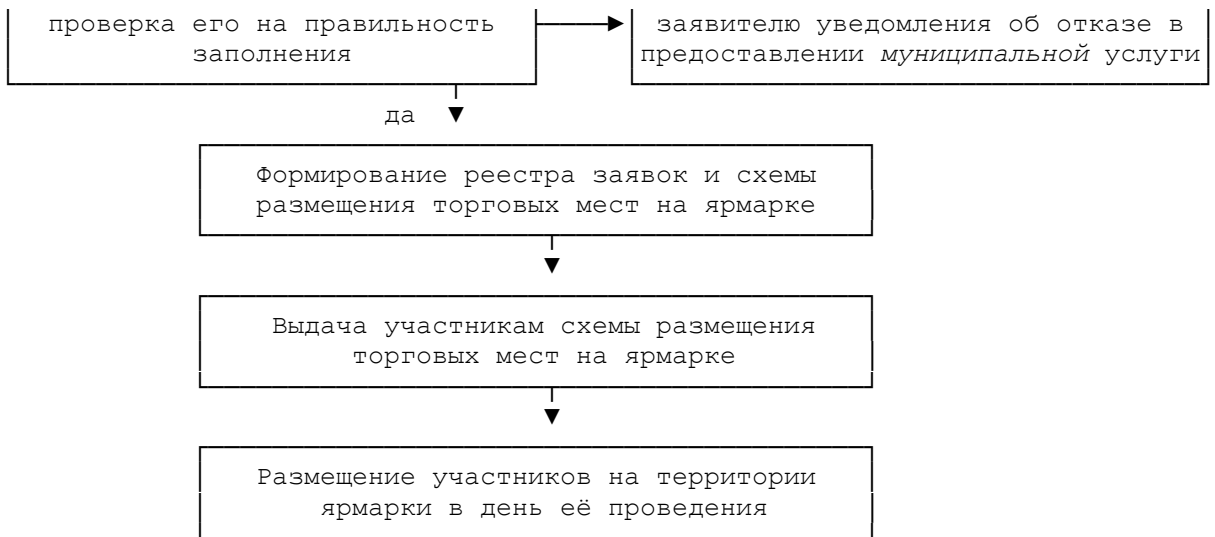 проверка его на правильность
заполнения
заявителю уведомления об отказе в
предоставлении муниципальной услуги
да
Формирование реестра заявок и схемы
размещения торговых мест на ярмарке
Выдача участникам схемы размещения
торговых мест на ярмарке
Размещение участников на территории
ярмарки в день её проведения